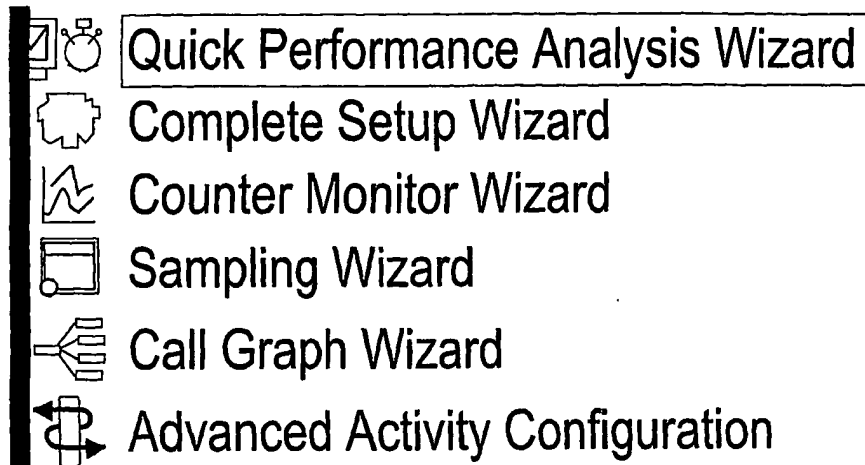 Quick Performance Analysis Wizard
Complete Setup Wizard
Counter Monitor Wizard
Sampling Wizard
Call Graph Wizard
Advanced Activity Configuration